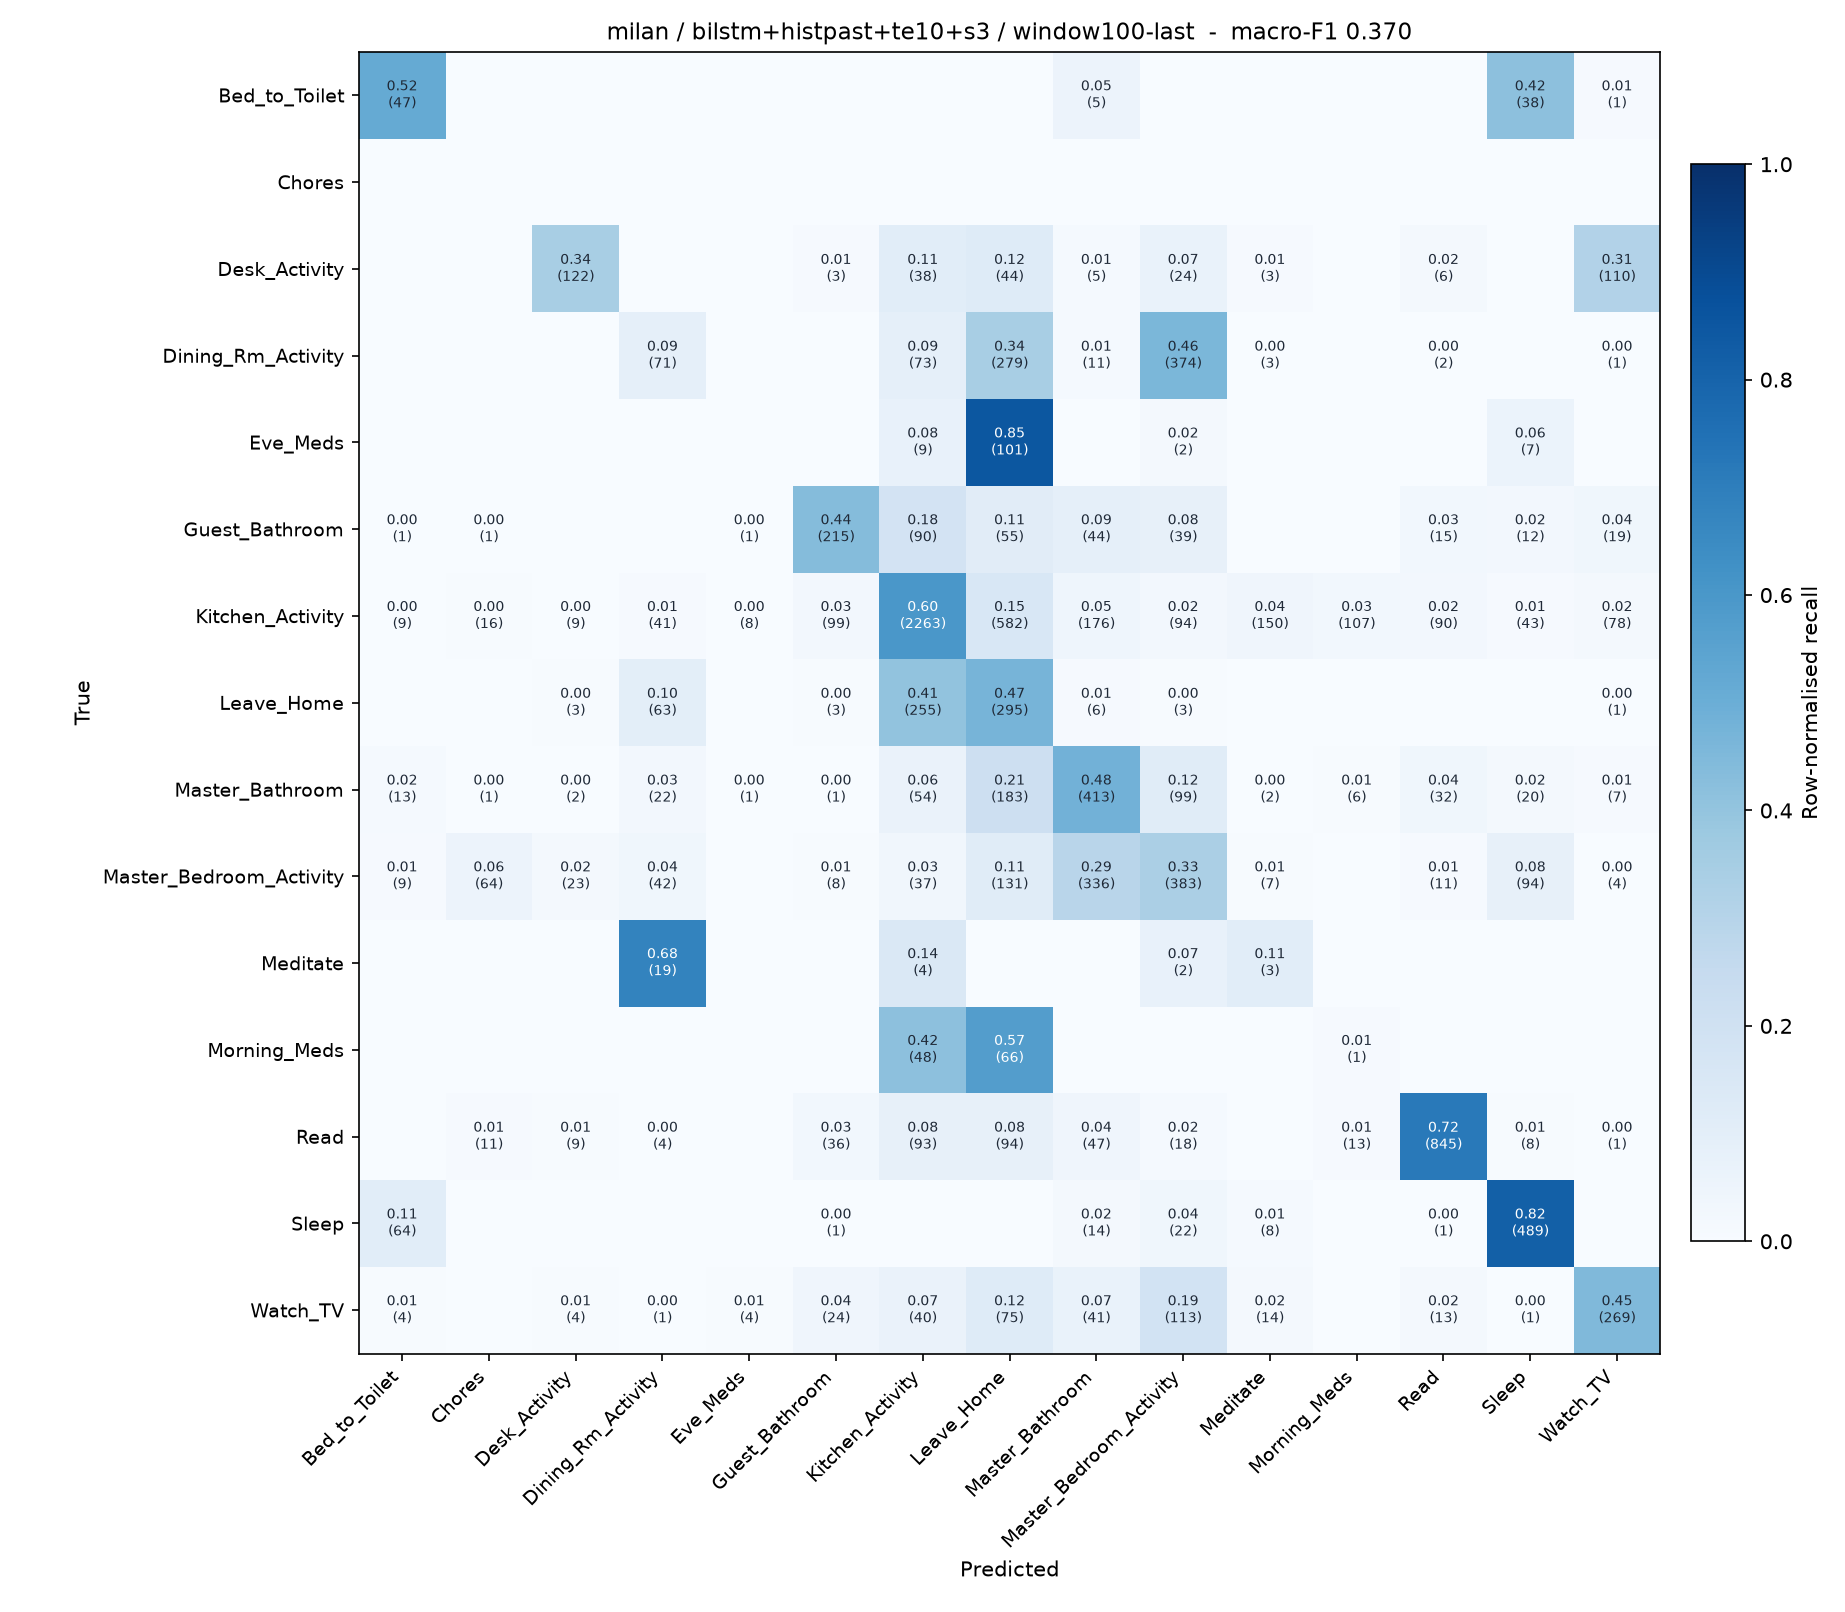 milan / bilstm+histpast+te10+s3 / window100-last  -  macro-F1 0.370
Bed_to_Toilet
0.52 0.05 0.42 0.01
(47) (5) (38) (1)
Chores
Desk_Activity
0.34 0.01 0.11 0.12 0.01 0.07 0.01 0.02 0.31
(122) (3) (38) (44) (5) (24) (3) (6) (110)
Dining_Rm_Activity
0.09 0.09 0.34 0.01 0.46 0.00 0.00 0.00
(71) (73) (279) (11) (374) (3) (2) (1)
Eve_Meds
0.08 0.85 0.02 0.06
(9) (101) (2) (7)
Guest_Bathroom
0.00 0.00 0.00 0.44 0.18 0.11 0.09 0.08 0.03 0.02 0.04
(1) (1) (1) (215) (90) (55) (44) (39) (15) (12) (19)
Kitchen_Activity
0.00 0.00 0.00 0.01 0.00 0.03 0.60 0.15 0.05 0.02 0.04 0.03 0.02 0.01 0.02
(9) (16) (9) (41) (8) (99) (2263) (582) (176) (94) (150) (107) (90) (43) (78)
Leave_Home
0.00 0.10 0.00 0.41 0.47 0.01 0.00 0.00
(3) (63) (3) (255) (295) (6) (3) (1)
Master_Bathroom
0.02 0.00 0.00 0.03 0.00 0.00 0.06 0.21 0.48 0.12 0.00 0.01 0.04 0.02 0.01
(13) (1) (2) (22) (1) (1) (54) (183) (413) (99) (2) (6) (32) (20) (7)
Master_Bedroom_Activity
0.01 0.06 0.02 0.04 0.01 0.03 0.11 0.29 0.33 0.01 0.01 0.08 0.00
(9) (64) (23) (42) (8) (37) (131) (336) (383) (7) (11) (94) (4)
Meditate
0.68 0.14 0.07 0.11
(19) (4) (2) (3)
Morning_Meds
0.42 0.57 0.01
(48) (66) (1)
Read
0.01 0.01 0.00 0.03 0.08 0.08 0.04 0.02 0.01 0.72 0.01 0.00
(11) (9) (4) (36) (93) (94) (47) (18) (13) (845) (8) (1)
Sleep
0.11 0.00 0.02 0.04 0.01 0.00 0.82
(64) (1) (14) (22) (8) (1) (489)
Watch_TV
0.01 0.01 0.00 0.01 0.04 0.07 0.12 0.07 0.19 0.02 0.02 0.00 0.45
(4) (4) (1) (4) (24) (40) (75) (41) (113) (14) (13) (1) (269)
True
Bed_to_Toilet
Chores
Desk_Activity
Dining_Rm_Activity
Eve_Meds
Guest_Bathroom
Kitchen_Activity
Leave_Home
Master_Bathroom
Master_Bedroom_Activity
Meditate
Morning_Meds
Read
Sleep
Watch_TV
Predicted
1.0
0.8
0.6
0.4
0.2
0.0
Row-normalised recall